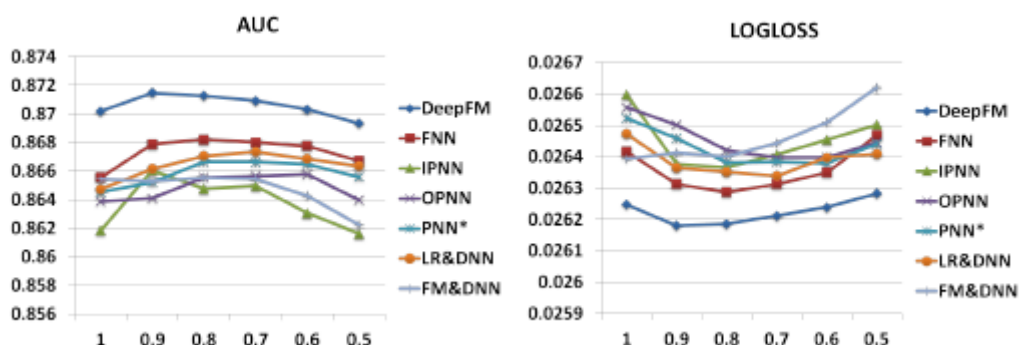 AUC
0.874
0.872
0.87
0.868
0.866
0.864
0.862
0.86
0.858
0.856
1 0.9 0.8 0.7 0.6 0.5
DeepFM
FNN
IPNN
OPNN
PNN*
LR&DNN
FM&DNN
LOGLOSS
0.0267
0.0266
0.0265
0.0264
0.0263
0.0262
0.0261
0.026
0.0259
1 0.9 0.8 0.7 0.6 0.5
DeepFM
FNN
IPNN
OPNN
PNN*
LR&DNN
FM&DNN